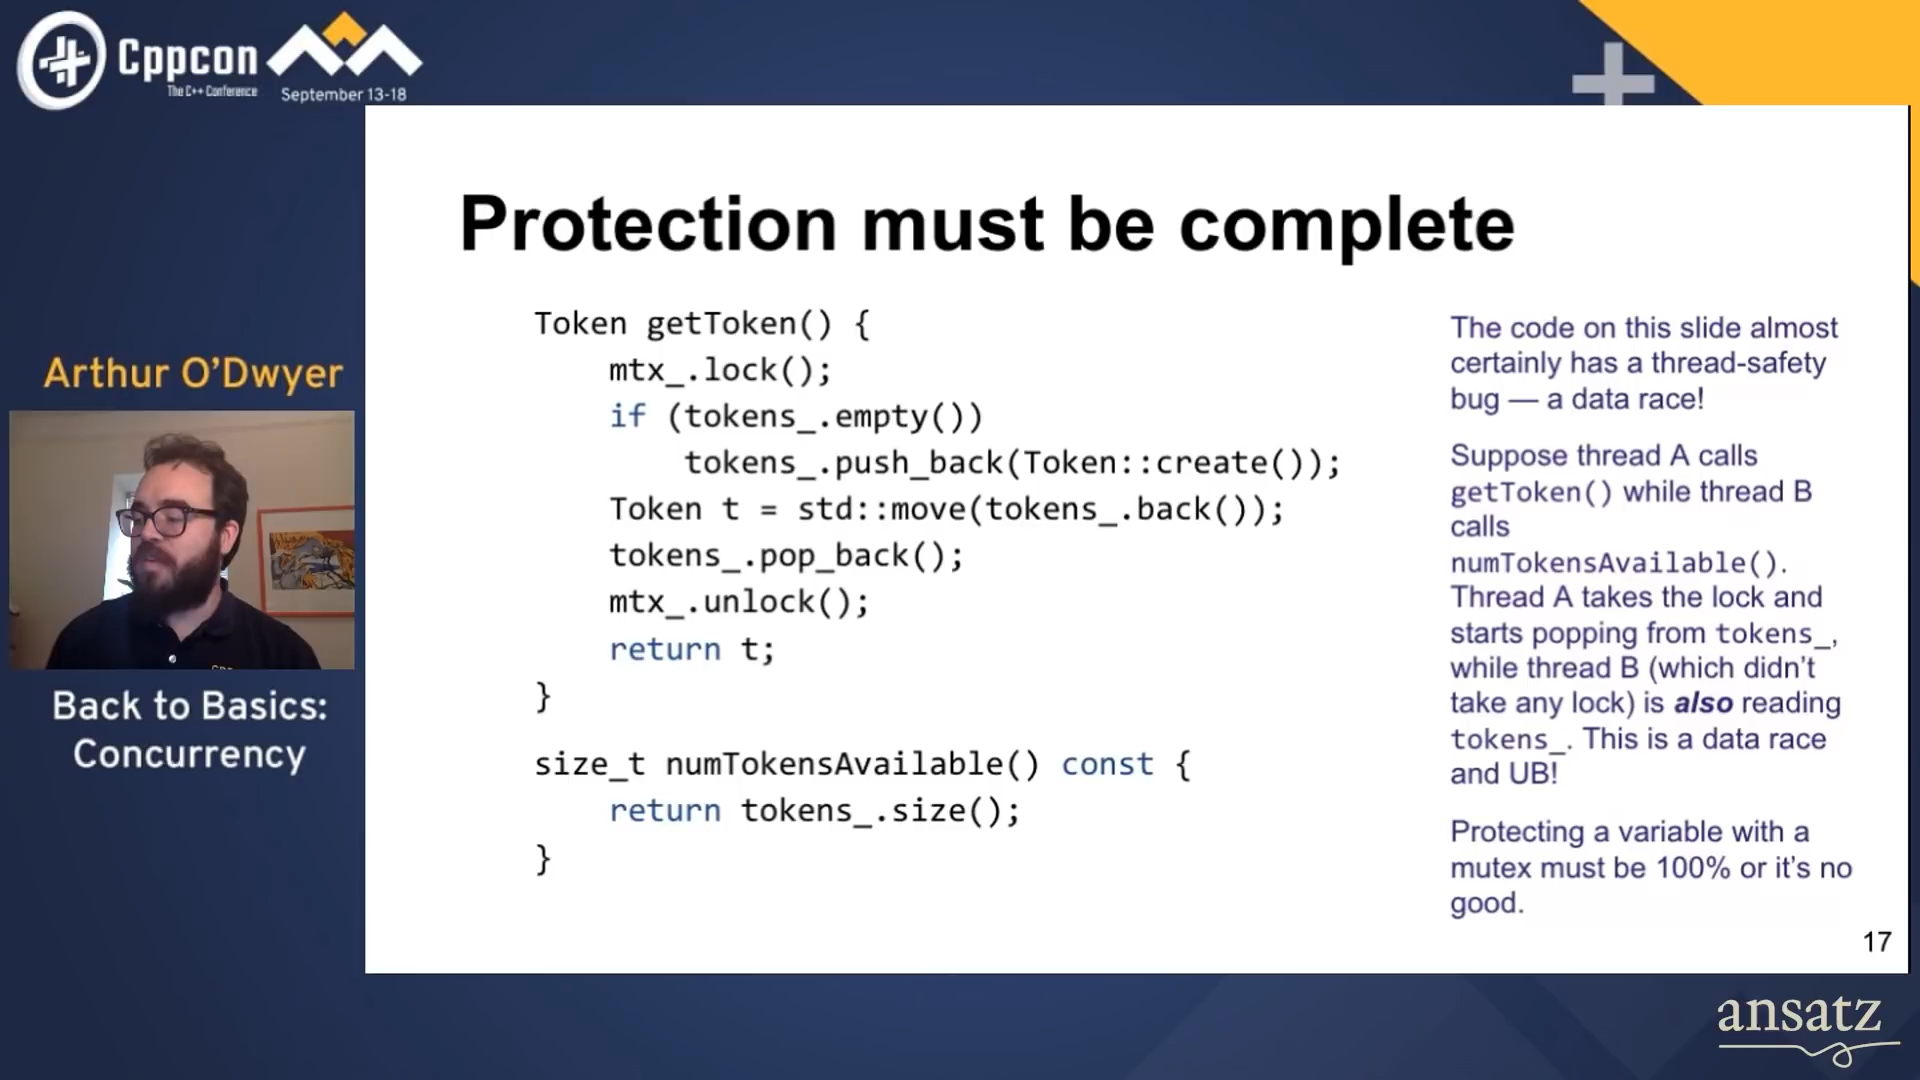 Cppcon
The C++ Conference
September 13-18
Arthur O'Dwyer
Back to Basics:
Concurrency
Protection must be complete
Token getToken() {
    mtx_.lock();
    if (tokens_.empty())
        tokens_.push_back(Token::create());
    Token t = std::move(tokens_.back());
    tokens_.pop_back();
    mtx_.unlock();
    return t;
}
size_t numTokensAvailable() const {
    return tokens_.size();
}
The code on this slide almost
certainly has a thread-safety
bug — a data race!
Suppose thread A calls
getToken() while thread B
calls
numTokensAvailable().
Thread A takes the lock and
starts popping from tokens_,
while thread B (which didn't
take any lock) is also reading
tokens_. This is a data race
and UB!
Protecting a variable with a
mutex must be 100% or it's no
good.
17
ansatz